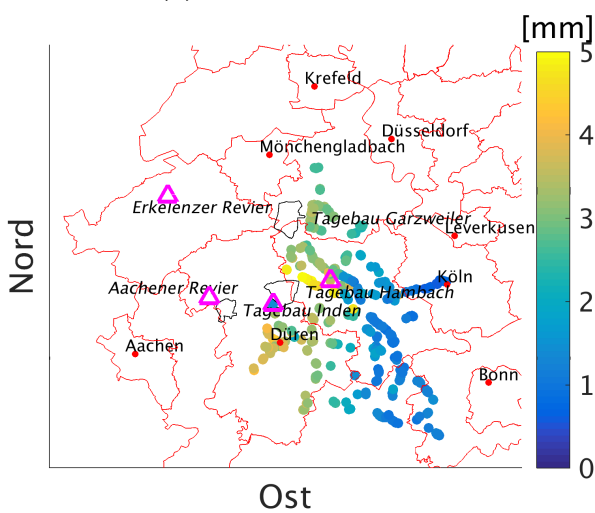 [mm]
5
Krefeld
Düsseldorf
4
Mönchengladbach
Erkelenzer Revier
Tagebau Garzweiler
3
Leverkusen
Nord
Köln
Aachener Revier
Tagebau Hambach
2
Tagebau Inden
Düren
Aachen
Bonn
1
0
Ost